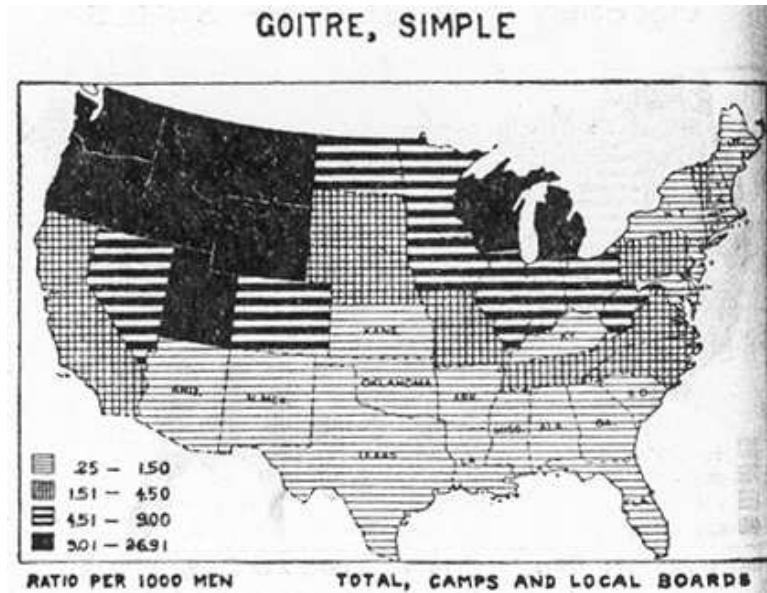 GOITRE, SIMPLE
KANS.
KY.
ARIZ.
N. MEX.
OKLAHOMA
ARK.
MISS.
ALA.
GA.
TEXAS
LA.
.25 — 1.50
1.51 — 4.50
4.51 — 9.00
9.01 — 26.91
RATIO PER 1000 MEN TOTAL, CAMPS AND LOCAL BOARDS